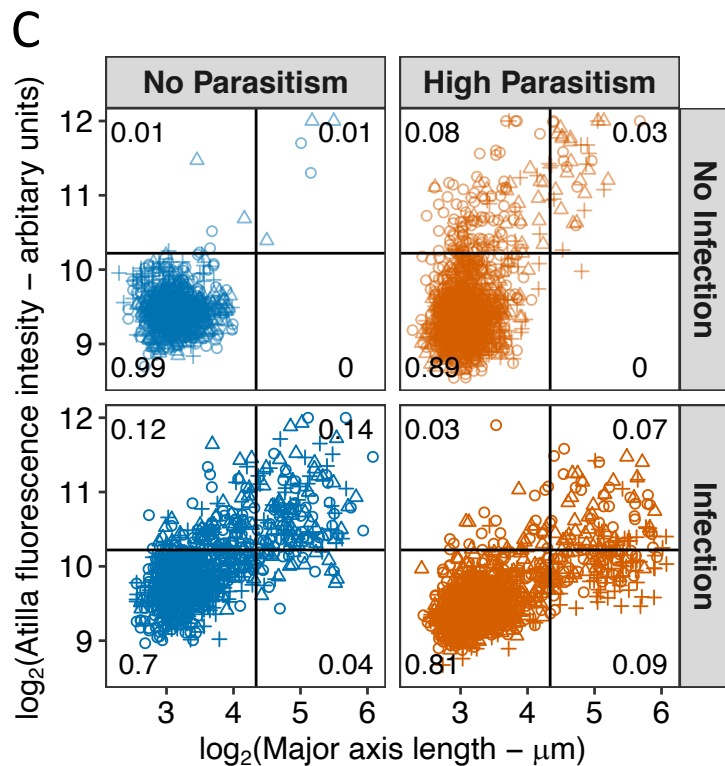 C
No Parasitism
High Parasitism
log2(Atilla fluorescence intesity – arbitary units)
12
11
10
9
0.01
0.01
0.99
0
0.08
0.03
0.89
0
No Infection
12
11
10
9
0.12
0.14
0.7
0.04
0.03
0.07
0.81
0.09
Infection
3 4 5 6
3 4 5 6
log2(Major axis length – μm)